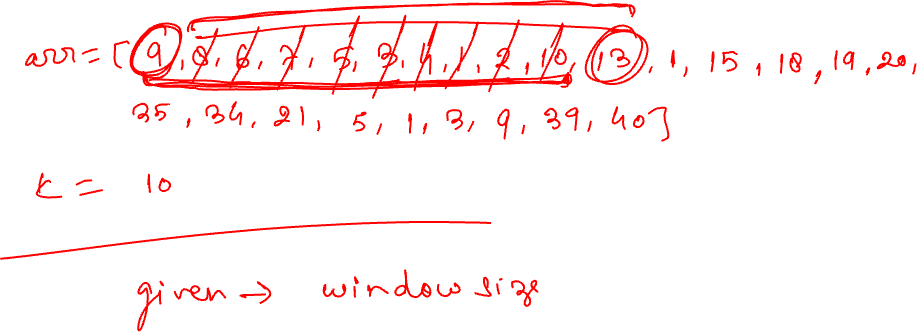 arr = [ 9, 8, 6, 7, 5, 3, 4, 1, 2, 10, 13, 1, 15, 18, 19, 20,
35, 34, 21, 5, 1, 3, 9, 39, 40]
k = 10
given → window size